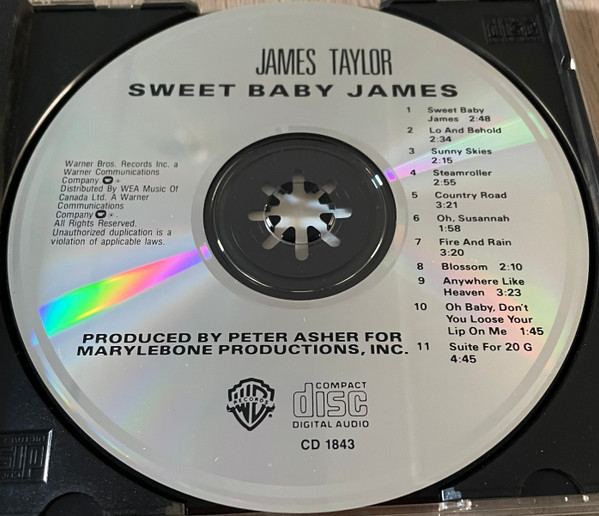 JAMES TAYLOR
SWEET BABY JAMES
1 Sweet Baby
James 2:48
2 Lo And Behold
2:34
3 Sunny Skies
2:15
4 Steamroller
2:55
5 Country Road
3:21
6 Oh, Susannah
1:58
7 Fire And Rain
3:20
8 Blossom 2:10
9 Anywhere Like
Heaven 3:23
10 Oh Baby, Don't
You Loose Your
Lip On Me 1:45
11 Suite For 20 G
4:45
Warner Bros. Records Inc. a
Warner Communications
Company
Distributed By WEA Music Of
Canada Ltd. A Warner
Communications
Company
All Rights Reserved.
Unauthorized duplication is a
violation of applicable laws.
PRODUCED BY PETER ASHER FOR
MARYLEBONE PRODUCTIONS, INC.
WB
RECORDS
COMPACT
disc
DIGITAL AUDIO
CD 1843